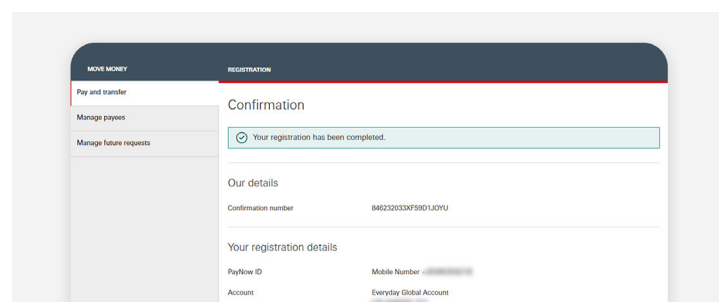 MOVE MONEY
REGISTRATION
Pay and transfer
Manage payees
Manage future requests
Confirmation
Your registration has been completed.
Our details
Confirmation number 846232033XFS9D1JOYU
Your registration details
PayNow ID Mobile Number
Account Everyday Global Account